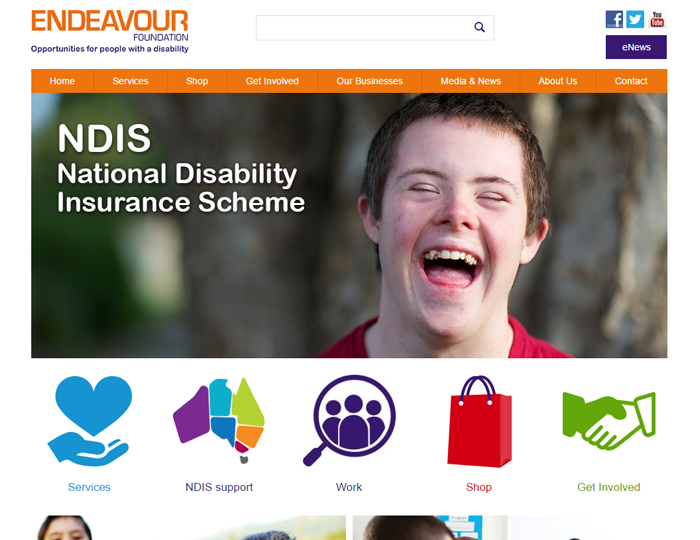 ENDEAVOUR
FOUNDATION
Opportunities for people with a disability
You
Tube
eNews
Home Services Shop Get Involved Our Businesses Media & News About Us Contact
NDIS
National Disability
Insurance Scheme
Services NDIS support Work Shop Get Involved